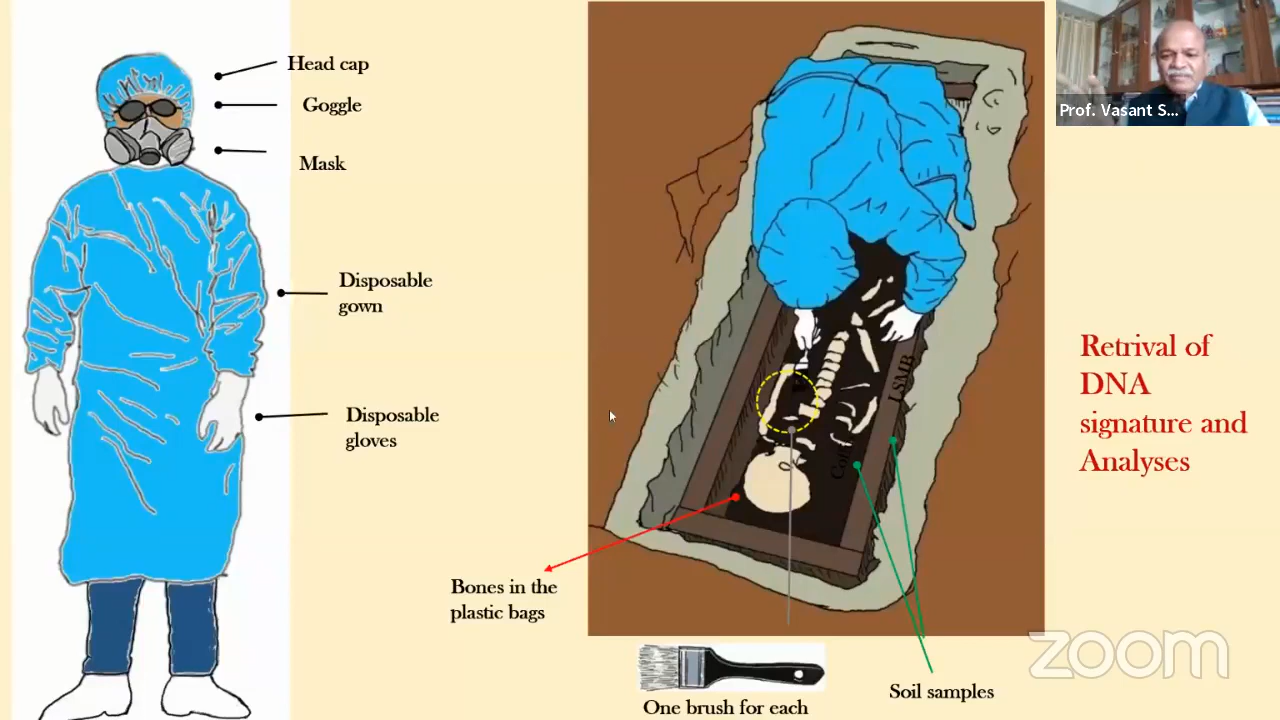 Head cap
Goggle
Mask
Disposable
gown
Disposable
gloves
Bones in the
plastic bags
One brush for each
Soil samples
Retrival of
DNA
signature and
Analyses
Prof. Vasant S...
zoom